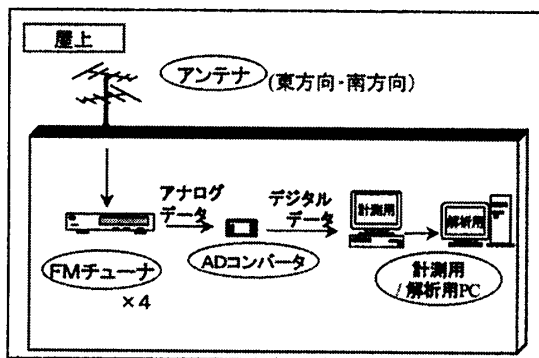 屋上
アンテナ
(東方向・南方向)
アナログ
データ
デジタル
データ
計測用
解析用
FMチューナ
×4
ADコンバータ
計測用
/解析用PC